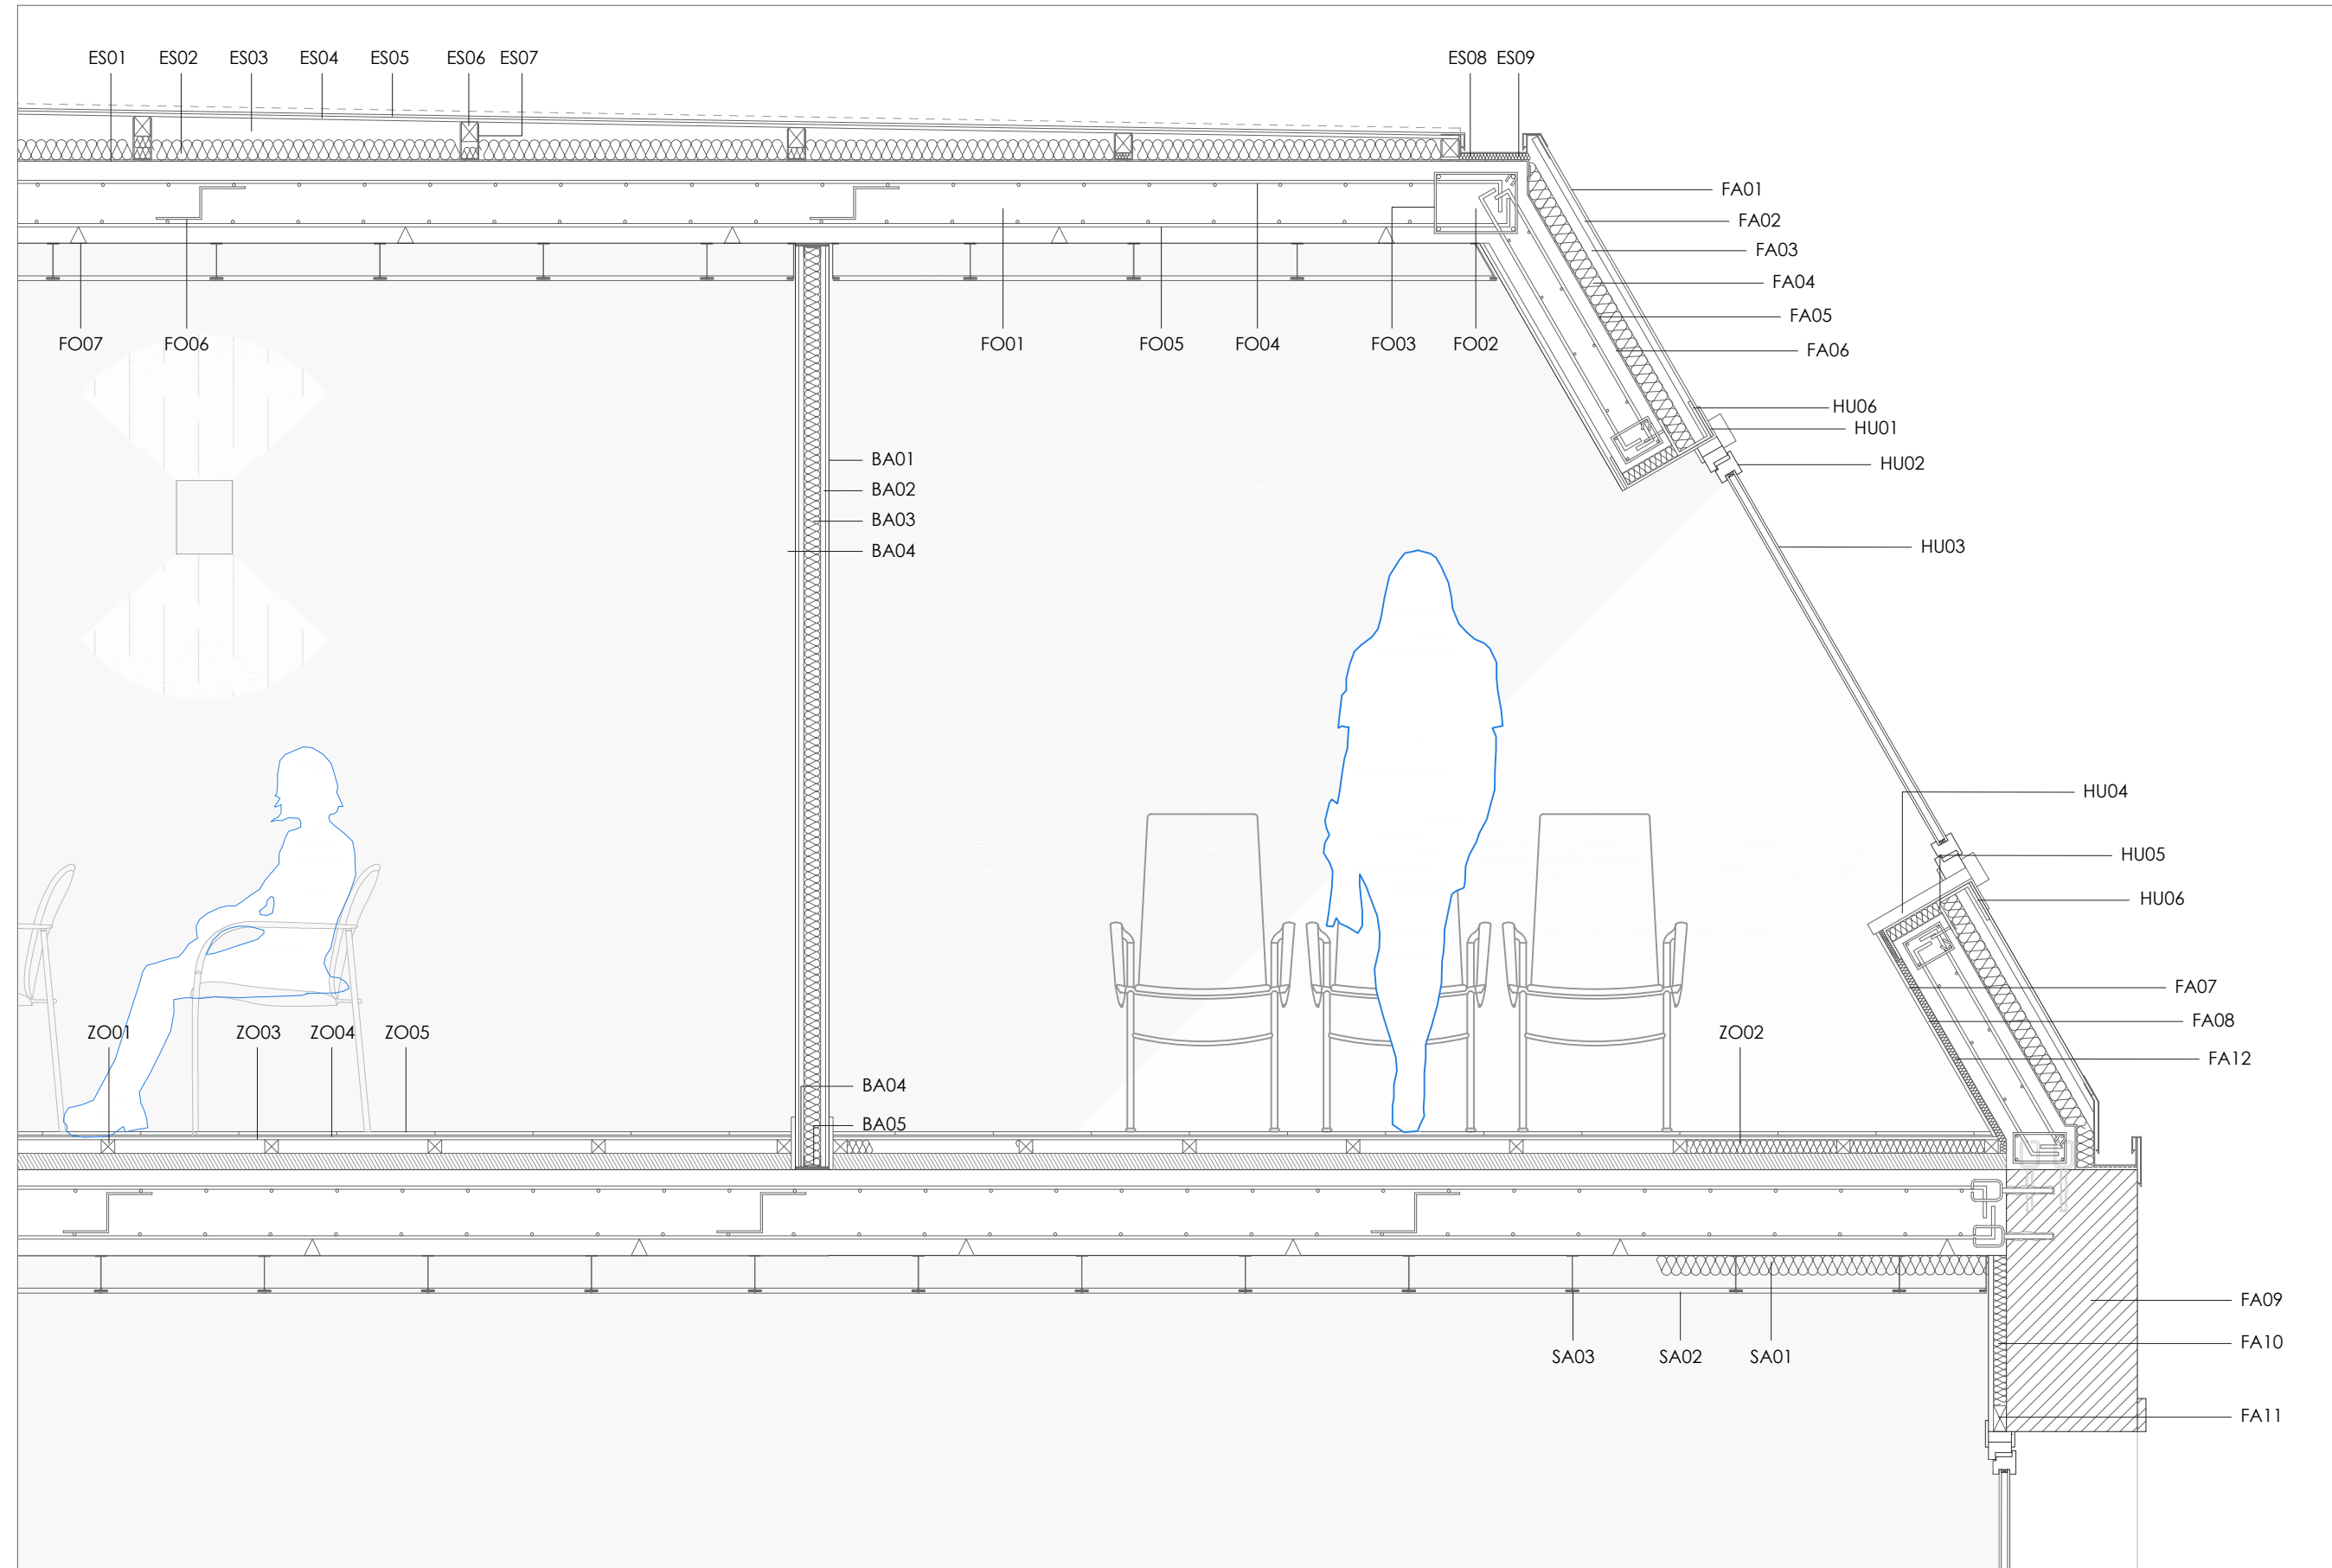 ES01 ES02 ES03 ES04 ES05 ES06 ES07 ES08 ES09
FA01
FA02
FA03
FA04
FA05
FA06
FO07 FO06 FO01 FO05 FO04 FO03 FO02
HU06
HU01
HU02
BA01
BA02
BA03
BA04
HU03
HU04
HU05
HU06
FA07
FA08
FA12
ZO01 ZO03 ZO04 ZO05 ZO02
BA04
BA05
FA09
FA10
FA11
SA03 SA02 SA01